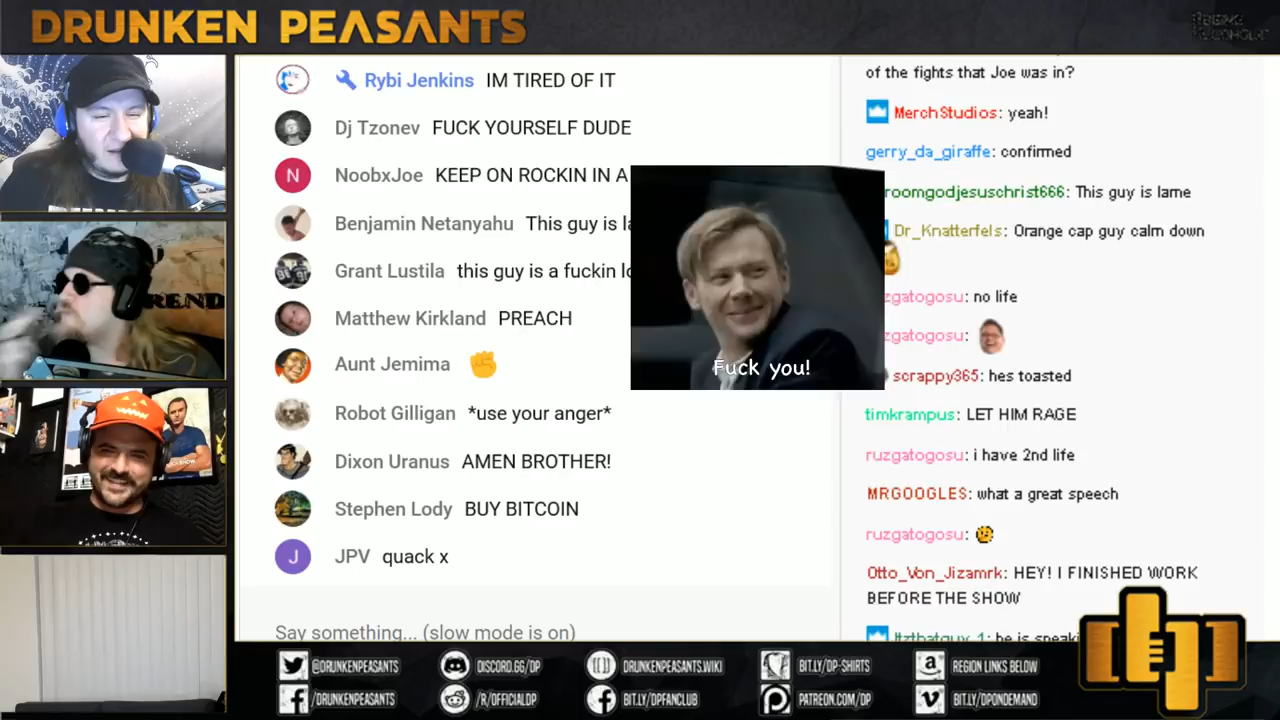 DRUNKEN PEASANTS
Rybi Jenkins IM TIRED OF IT
Dj Tzonev FUCK YOURSELF DUDE
N NoobxJoe KEEP ON ROCKIN IN A
Benjamin Netanyahu This guy is la
Grant Lustila this guy is a fuckin lo
Matthew Kirkland PREACH
Aunt Jemima ✊
Robot Gilligan *use your anger*
Dixon Uranus AMEN BROTHER!
Stephen Lody BUY BITCOIN
J JPV quack x
Say something... (slow mode is on)
Fuck you!
of the fights that Joe was in?
MerchStudios: yeah!
gerry_da_giraffe: confirmed
roomgodjesuschrist666: This guy is lame
Dr_Knatterfels: Orange cap guy calm down
zgatogosu: no life
zgatogosu:
scrappy365: hes toasted
timkrampus: LET HIM RAGE
ruzgatogosu: i have 2nd life
MRGOOGLES: what a great speech
ruzgatogosu:
Otto_Von_Jizamrk: HEY! I FINISHED WORK
BEFORE THE SHOW
Itzthatguy_1: he is speaki
@DRUNKENPEASANTS DISCORD.GG/DP DRUNKENPEASANTS.WIKI BIT.LY/DP-SHIRTS REGION LINKS BELOW
/DRUNKENPEASANTS /R/OFFICIALDP BIT.LY/DPFANCLUB PATREON.COM/DP BIT.LY/DPONDEMAND